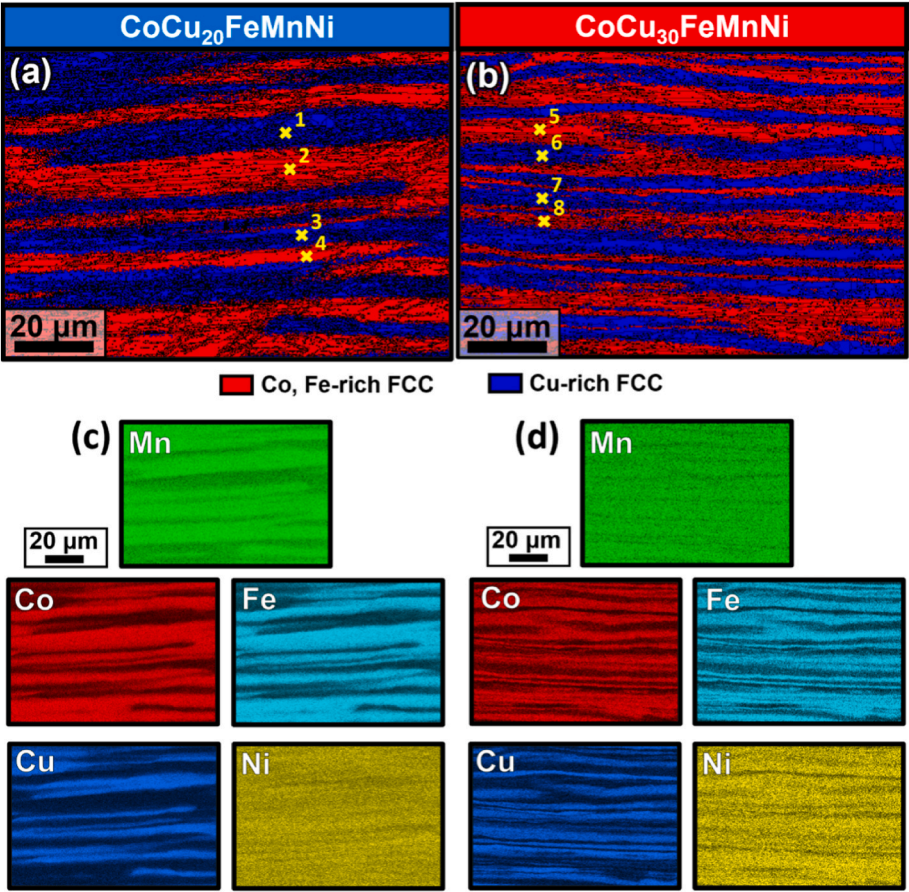 CoCu₂₀FeMnNi
CoCu₃₀FeMnNi
(a)
1
2
3
4
20 μm
(b)
5
6
7
8
20 μm
Co, Fe-rich FCC
Cu-rich FCC
(c)
Mn
20 μm
Co
Fe
Cu
Ni
(d)
Mn
20 μm
Co
Fe
Cu
Ni